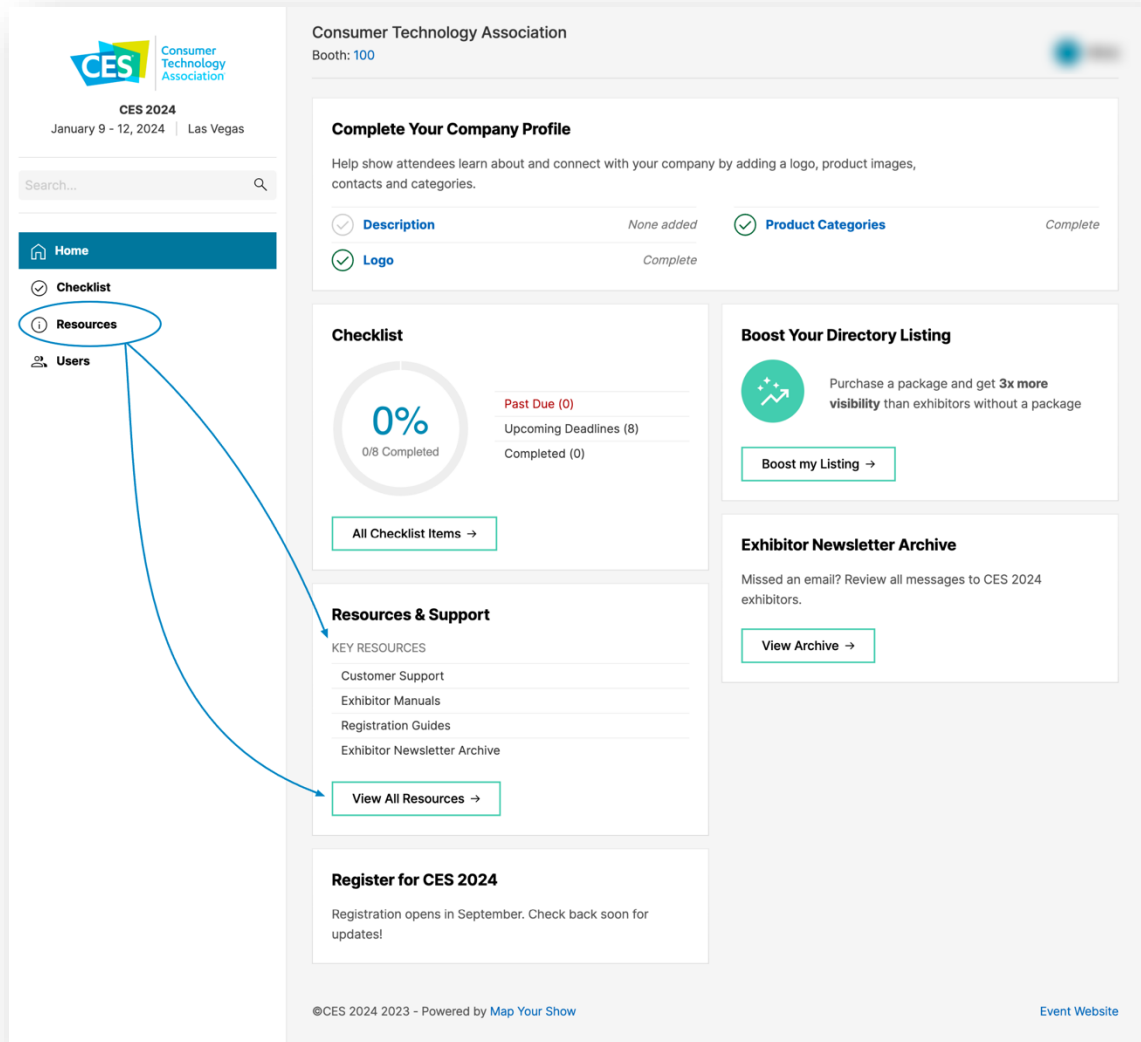 CES
Consumer
Technology
Association
CES 2024
January 9 - 12, 2024 | Las Vegas
Search...
Home
Checklist
Resources
Users
Consumer Technology Association
Booth: 100
Complete Your Company Profile
Help show attendees learn about and connect with your company by adding a logo, product images,
contacts and categories.
Description None added
Product Categories Complete
Logo Complete
Checklist
0%
0/8 Completed
Past Due (0)
Upcoming Deadlines (8)
Completed (0)
All Checklist Items →
Boost Your Directory Listing
Purchase a package and get 3x more
visibility than exhibitors without a package
Boost my Listing →
Exhibitor Newsletter Archive
Missed an email? Review all messages to CES 2024
exhibitors.
View Archive →
Resources & Support
KEY RESOURCES
Customer Support
Exhibitor Manuals
Registration Guides
Exhibitor Newsletter Archive
View All Resources →
Register for CES 2024
Registration opens in September. Check back soon for
updates!
©CES 2024 2023 - Powered by Map Your Show
Event Website